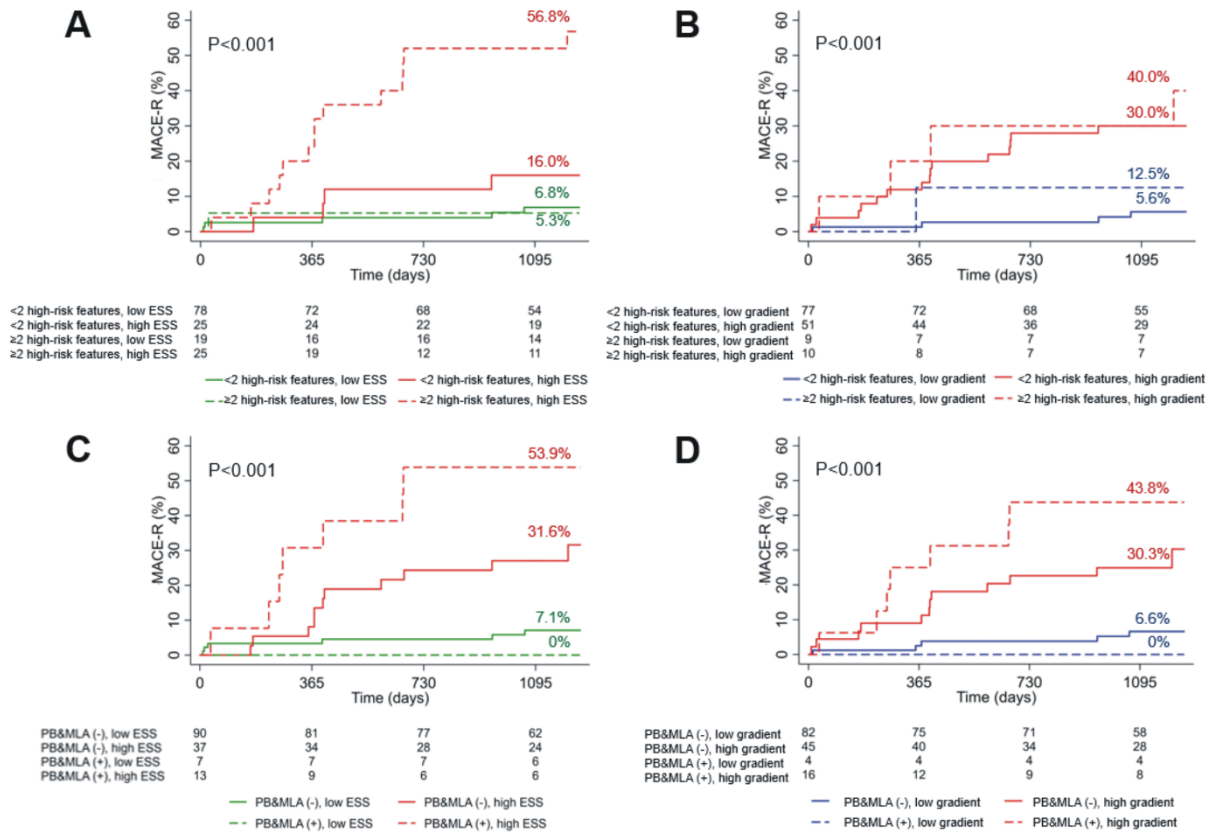 A
P<0.001
MACE-R (%)
60
50
40
30
20
10
0
56.8%
16.0%
6.8%
5.3%
0 365 730 1095
Time (days)
<2 high-risk features, low ESS 78 72 68 54
<2 high-risk features, high ESS 25 24 22 19
≥2 high-risk features, low ESS 19 16 16 14
≥2 high-risk features, high ESS 25 19 12 11
<2 high-risk features, low ESS <2 high-risk features, high ESS
≥2 high-risk features, low ESS ≥2 high-risk features, high ESS
B
P<0.001
MACE-R (%)
60
50
40
30
20
10
0
40.0%
30.0%
12.5%
5.6%
0 365 730 1095
Time (days)
<2 high-risk features, low gradient 77 72 68 55
<2 high-risk features, high gradient 51 44 36 29
≥2 high-risk features, low gradient 9 7 7 7
≥2 high-risk features, high gradient 10 8 7 7
<2 high-risk features, low gradient <2 high-risk features, high gradient
≥2 high-risk features, low gradient ≥2 high-risk features, high gradient
C
P<0.001
MACE-R (%)
60
50
40
30
20
10
0
53.9%
31.6%
7.1%
0%
0 365 730 1095
Time (days)
PB&MLA (-), low ESS 90 81 77 62
PB&MLA (-), high ESS 37 34 28 24
PB&MLA (+), low ESS 7 7 7 6
PB&MLA (+), high ESS 13 9 6 6
PB&MLA (-), low ESS PB&MLA (-), high ESS
PB&MLA (+), low ESS PB&MLA (+), high ESS
D
P<0.001
MACE-R (%)
60
50
40
30
20
10
0
43.8%
30.3%
6.6%
0%
0 365 730 1095
Time (days)
PB&MLA (-), low gradient 82 75 71 58
PB&MLA (-), high gradient 45 40 34 28
PB&MLA (+), low gradient 4 4 4 4
PB&MLA (+), high gradient 16 12 9 8
PB&MLA (-), low gradient PB&MLA (-), high gradient
PB&MLA (+), low gradient PB&MLA (+), high gradient